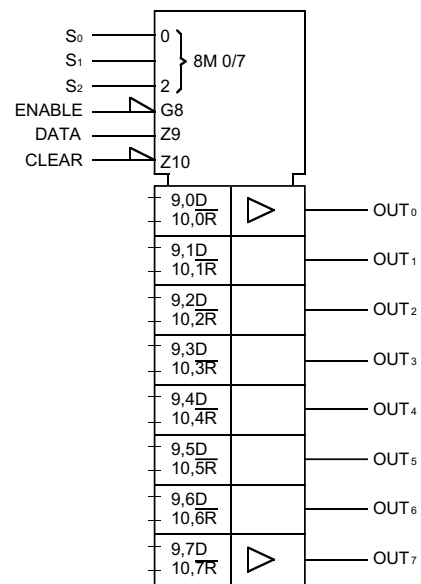 S₀ 0
S₁ 8M 0/7
S₂ 2
ENABLE G8
DATA Z9
CLEAR Z10
9,0D
10,0R OUT₀
9,1D
10,1R OUT₁
9,2D
10,2R OUT₂
9,3D
10,3R OUT₃
9,4D
10,4R OUT₄
9,5D
10,5R OUT₅
9,6D
10,6R OUT₆
9,7D
10,7R OUT₇